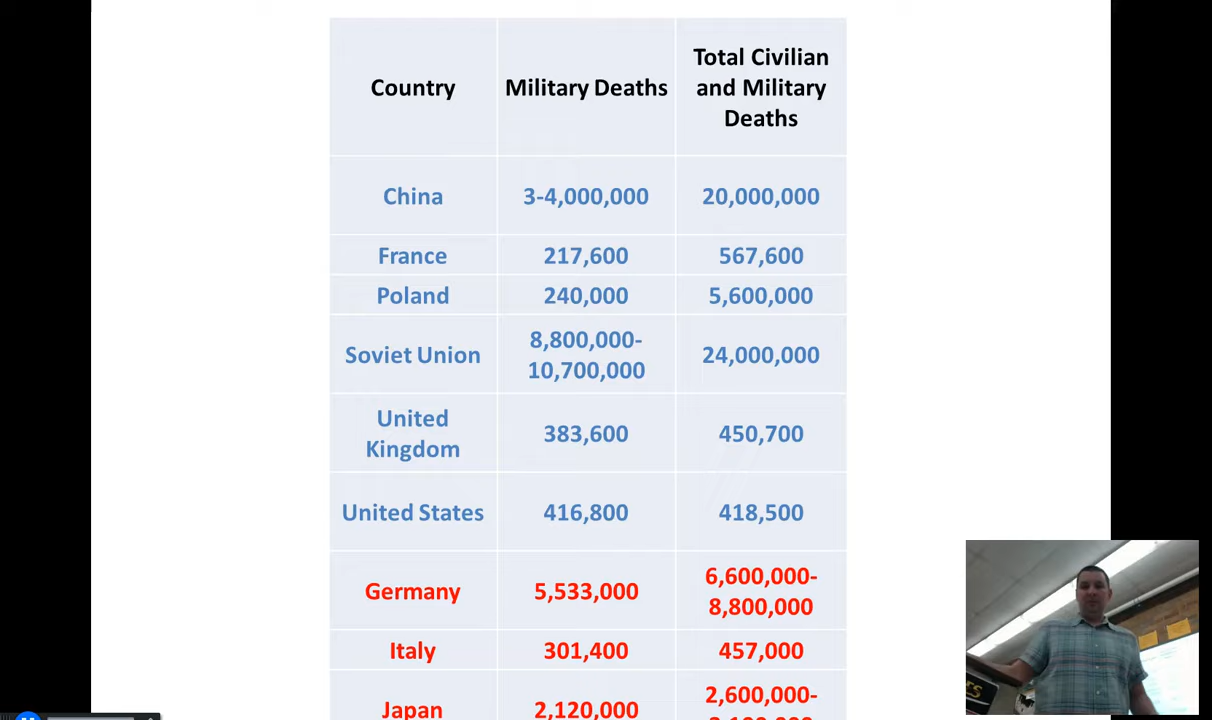 Country
Military Deaths
Total Civilian
and Military
Deaths
China
3-4,000,000
20,000,000
France
217,600
567,600
Poland
240,000
5,600,000
Soviet Union
8,800,000-
10,700,000
24,000,000
United
Kingdom
383,600
450,700
United States
416,800
418,500
Germany
5,533,000
6,600,000-
8,800,000
Italy
301,400
457,000
Japan
2,120,000
2,600,000-